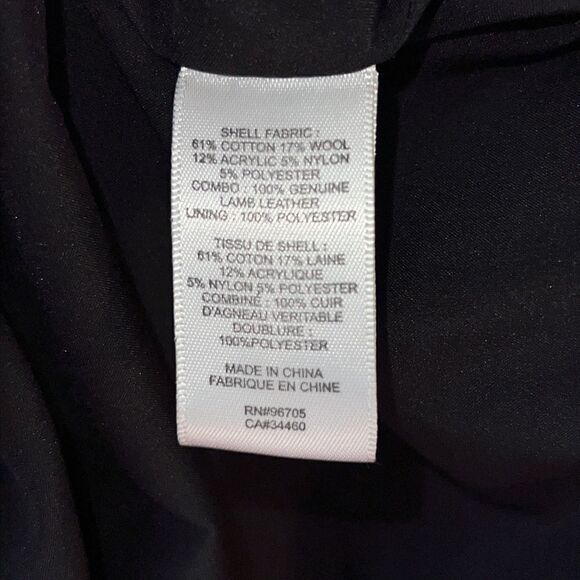 SHELL FABRIC :
61% COTTON 17% WOOL
12% ACRYLIC 5% NYLON
5% POLYESTER
COMBO : 100% GENUINE
LAMB LEATHER
LINING : 100% POLYESTER
TISSU DE SHELL :
61% COTON 17% LAINE
12% ACRYLIQUE
5% NYLON 5% POLYESTER
COMBINE : 100% CUIR
D'AGNEAU VERITABLE
DOUBLURE :
100%POLYESTER
MADE IN CHINA
FABRIQUE EN CHINE
RN#96705
CA#34460